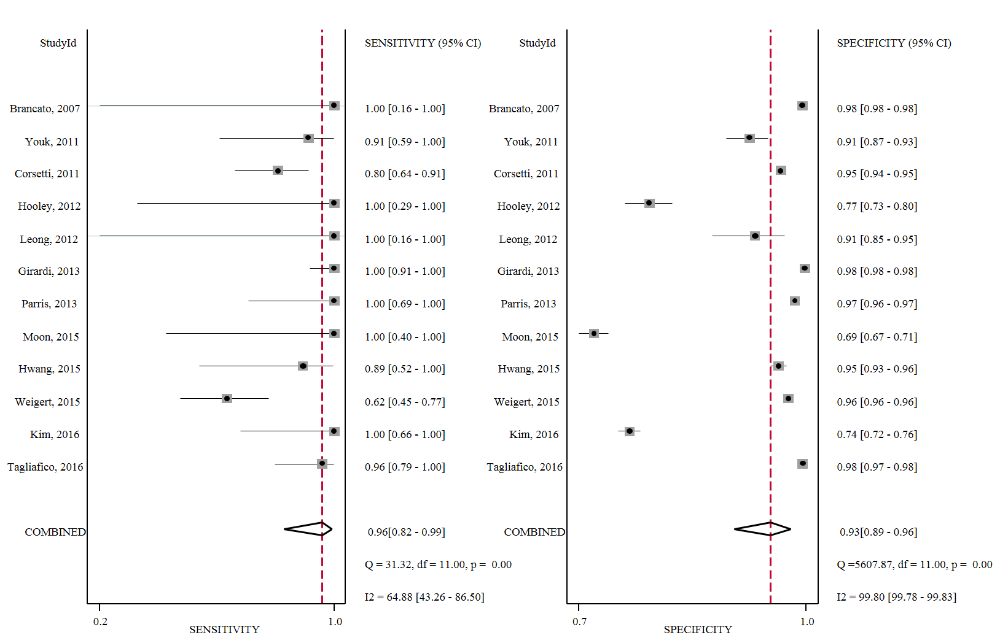 StudyId SENSITIVITY (95% CI) StudyId SPECIFICITY (95% CI)
Brancato, 2007 1.00 [0.16 - 1.00] Brancato, 2007 0.98 [0.98 - 0.98]
Youk, 2011 0.91 [0.59 - 1.00] Youk, 2011 0.91 [0.87 - 0.93]
Corsetti, 2011 0.80 [0.64 - 0.91] Corsetti, 2011 0.95 [0.94 - 0.95]
Hooley, 2012 1.00 [0.29 - 1.00] Hooley, 2012 0.77 [0.73 - 0.80]
Leong, 2012 1.00 [0.16 - 1.00] Leong, 2012 0.91 [0.85 - 0.95]
Girardi, 2013 1.00 [0.91 - 1.00] Girardi, 2013 0.98 [0.98 - 0.98]
Parris, 2013 1.00 [0.69 - 1.00] Parris, 2013 0.97 [0.96 - 0.97]
Moon, 2015 1.00 [0.40 - 1.00] Moon, 2015 0.69 [0.67 - 0.71]
Hwang, 2015 0.89 [0.52 - 1.00] Hwang, 2015 0.95 [0.93 - 0.96]
Weigert, 2015 0.62 [0.45 - 0.77] Weigert, 2015 0.96 [0.96 - 0.96]
Kim, 2016 1.00 [0.66 - 1.00] Kim, 2016 0.74 [0.72 - 0.76]
Tagliafico, 2016 0.96 [0.79 - 1.00] Tagliafico, 2016 0.98 [0.97 - 0.98]
COMBINED 0.96[0.82 - 0.99] COMBINED 0.93[0.89 - 0.96]
Q = 31.32, df = 11.00, p = 0.00 Q =5607.87, df = 11.00, p = 0.00
I2 = 64.88 [43.26 - 86.50] I2 = 99.80 [99.78 - 99.83]
0.2 1.0 0.7 1.0
SENSITIVITY SPECIFICITY